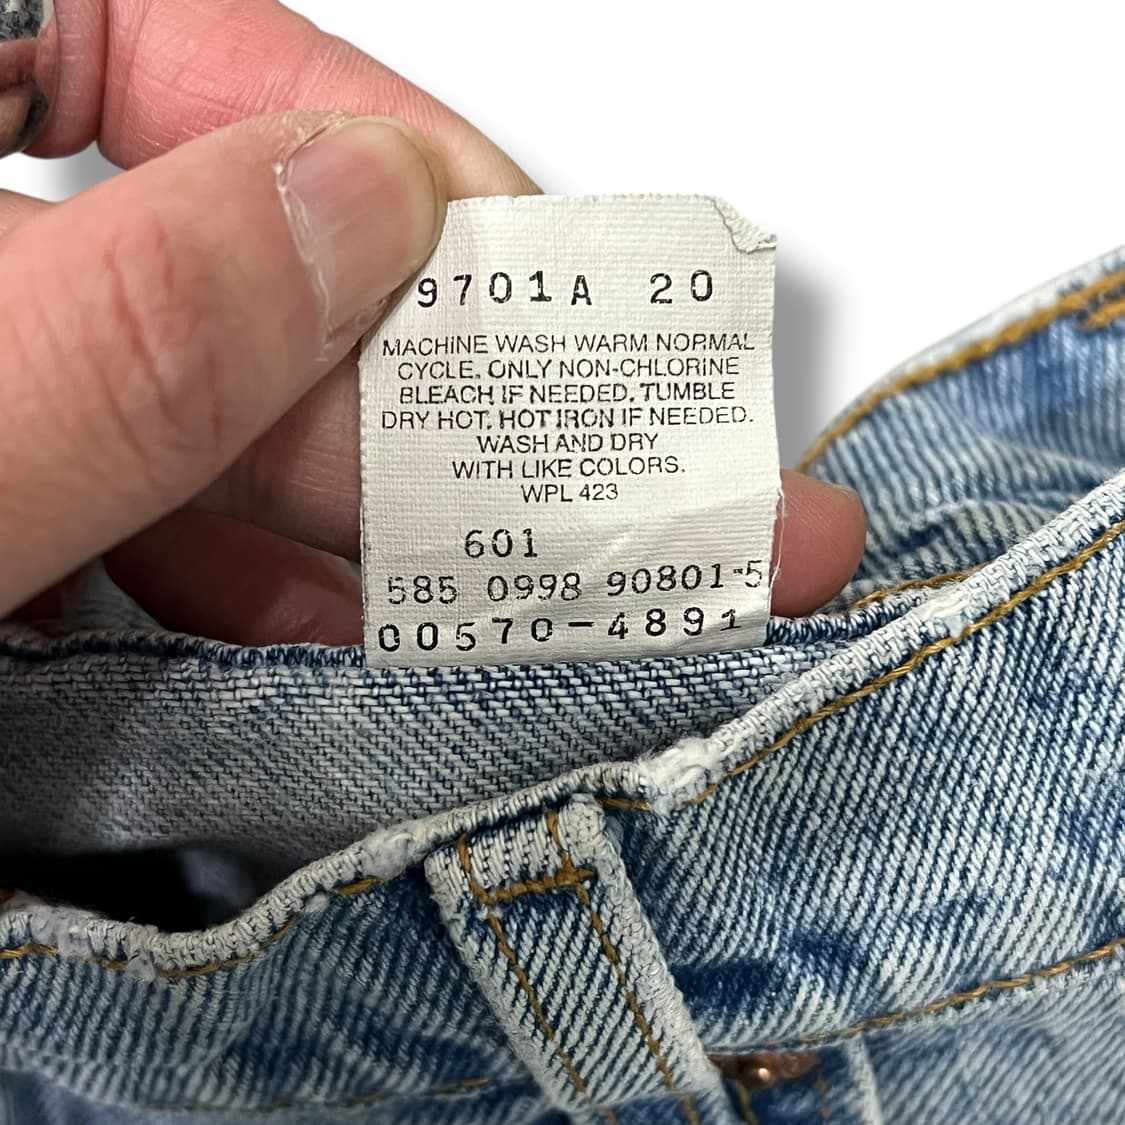 9701A 20
MACHINE WASH WARM NORMAL
CYCLE. ONLY NON-CHLORINE
BLEACH IF NEEDED. TUMBLE
DRY HOT. HOT IRON IF NEEDED.
WASH AND DRY
WITH LIKE COLORS.
WPL 423
601
585 0998 90801-5
00570-4891